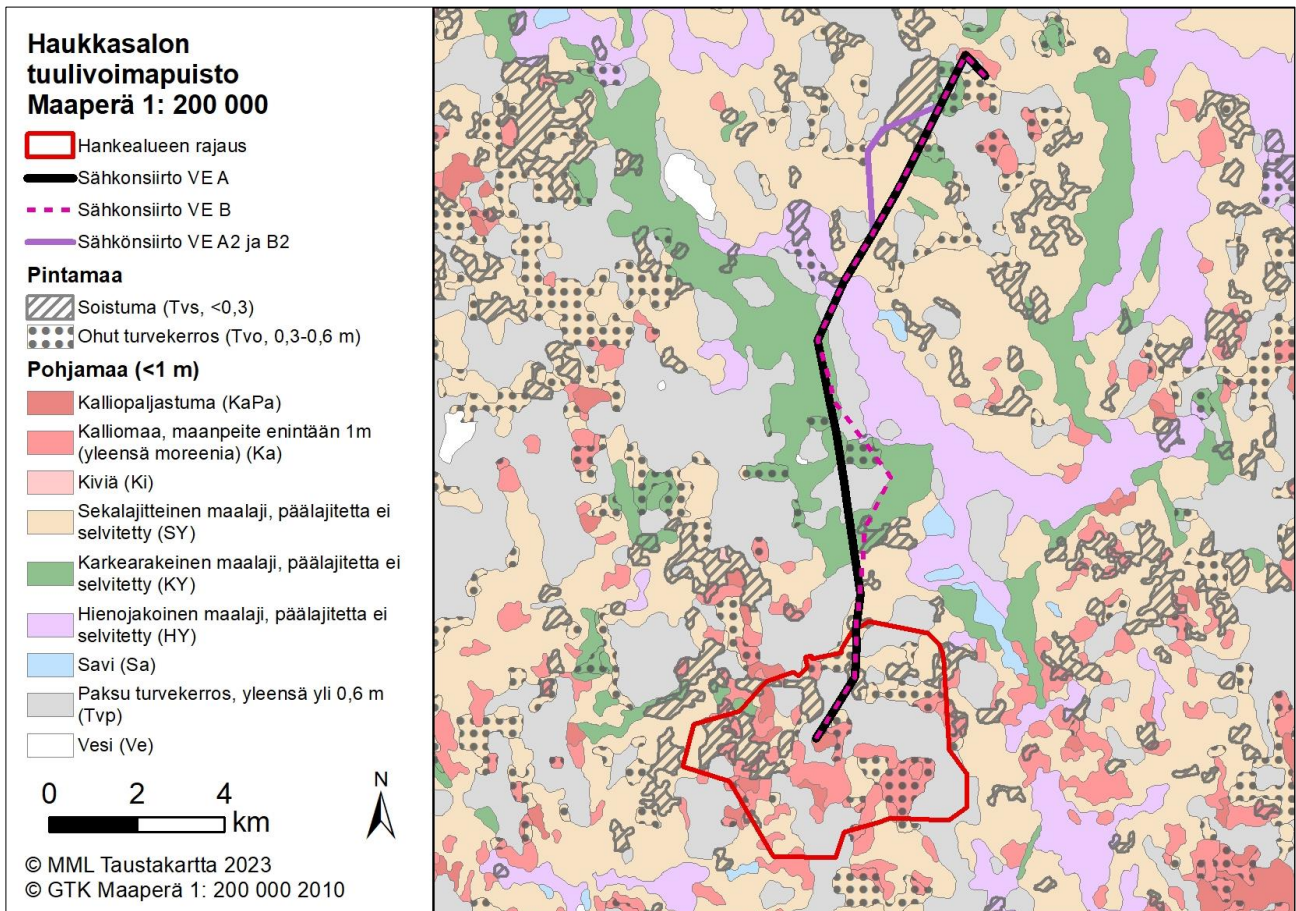 Haukkasalon
tuulivoimapuisto
Maaperä 1: 200 000
Hankealueen rajaus
Sähkonsiirto VE A
Sähkonsiirto VE B
Sähkönsiirto VE A2 ja B2
Pintamaa
Soistuma (Tvs, <0,3)
Ohut turvekerros (Tvo, 0,3-0,6 m)
Pohjamaa (<1 m)
Kalliopaljastuma (KaPa)
Kalliomaa, maanpeite enintään 1m
(yleensä moreenia) (Ka)
Kiviä (Ki)
Sekalajitteinen maalaji, päälajitetta ei
selvitetty (SY)
Karkearakeinen maalaji, päälajitetta ei
selvitetty (KY)
Hienojakoinen maalaji, päälajitetta ei
selvitetty (HY)
Savi (Sa)
Paksu turvekerros, yleensä yli 0,6 m
(Tvp)
Vesi (Ve)
0 2 4
km
N
© MML Taustakartta 2023
© GTK Maaperä 1: 200 000 2010